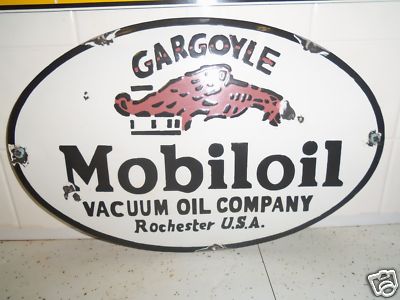 GARGOYLE
Mobiloil
VACUUM OIL COMPANY
Rochester U.S.A.